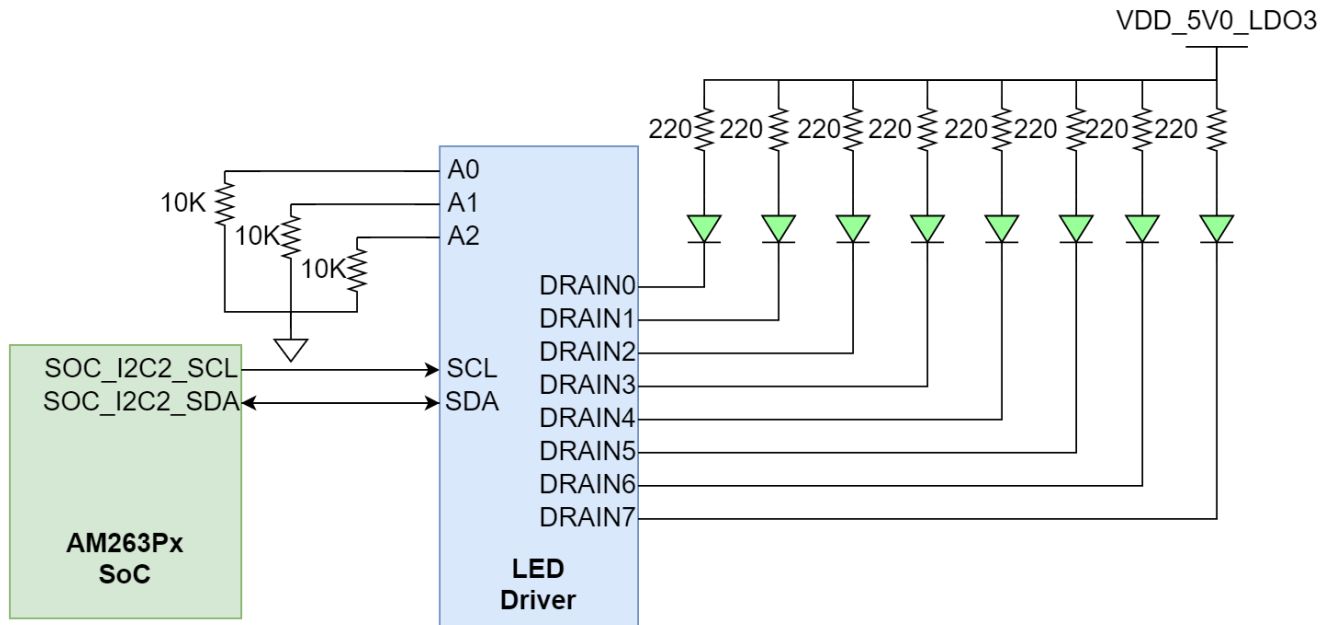 VDD_5V0_LDO3
220 220 220 220 220 220 220 220
A0
10K
A1
10K
A2
10K
DRAIN0
DRAIN1
DRAIN2
SOC_I2C2_SCL SCL
DRAIN3
SOC_I2C2_SDA SDA
DRAIN4
DRAIN5
DRAIN6
DRAIN7
AM263Px
SoC
LED
Driver